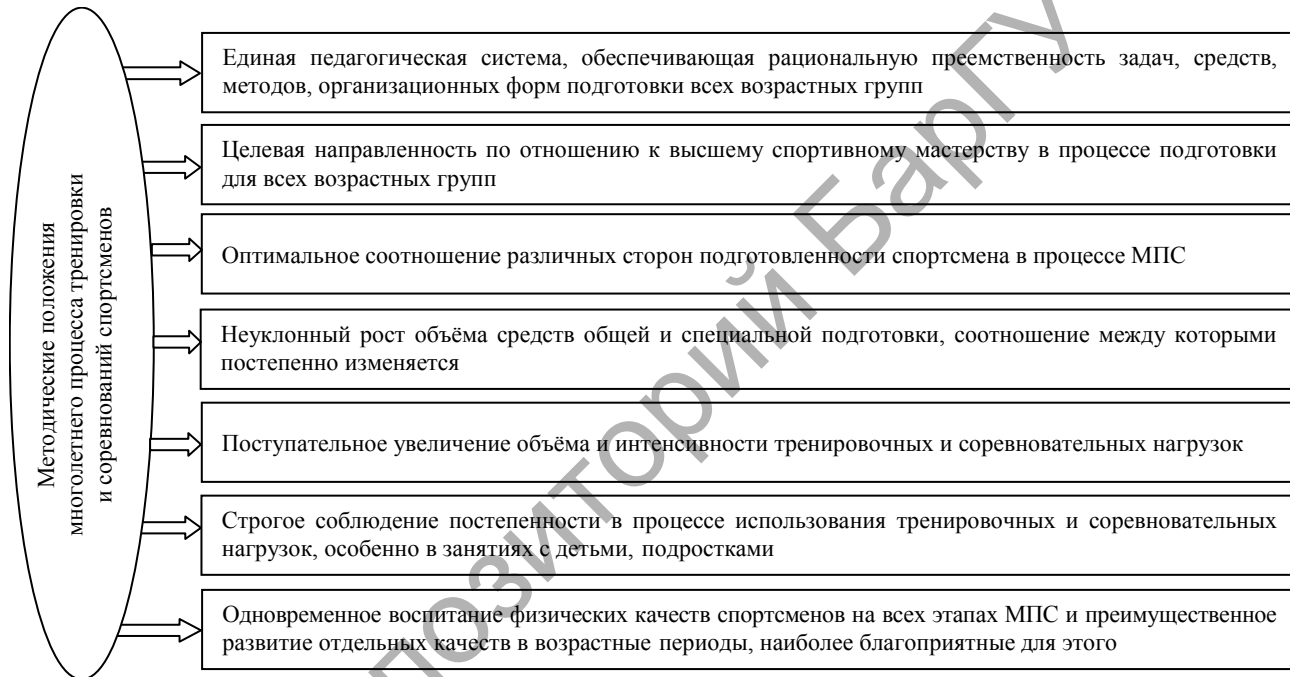 Методические положения
многолетнего процесса тренировки
и соревнований спортсменов
Единая педагогическая система, обеспечивающая рациональную преемственность задач, средств,
методов, организационных форм подготовки всех возрастных групп
Целевая направленность по отношению к высшему спортивному мастерству в процессе подготовки
для всех возрастных групп
Оптимальное соотношение различных сторон подготовленности спортсмена в процессе МПС
Неуклонный рост объёма средств общей и специальной подготовки, соотношение между которыми
постепенно изменяется
Поступательное увеличение объёма и интенсивности тренировочных и соревновательных нагрузок
Строгое соблюдение постепенности в процессе использования тренировочных и соревновательных
нагрузок, особенно в занятиях с детьми, подростками
Одновременное воспитание физических качеств спортсменов на всех этапах МПС и преимущественное
развитие отдельных качеств в возрастные периоды, наиболее благоприятные для этого
позиторий БарГУ